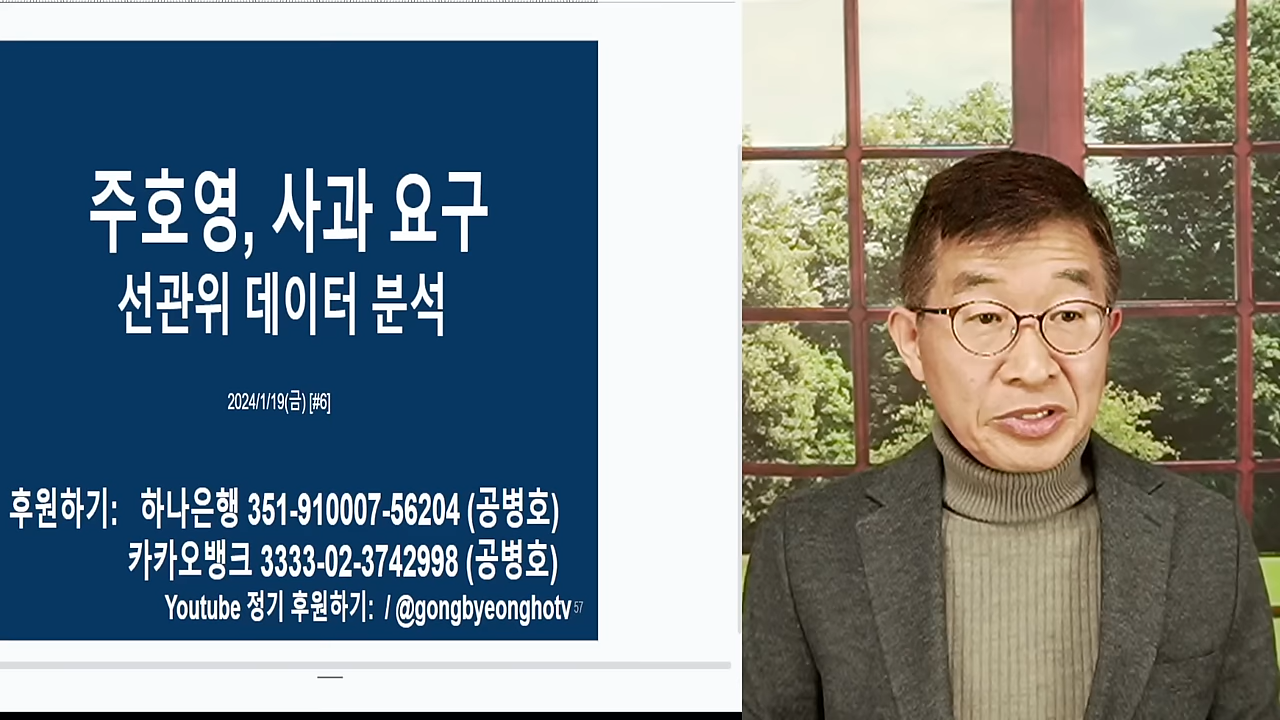 주호영, 사과 요구
선관위 데이터 분석
2024/1/19(금) [#6]
후원하기: 하나은행 351-910007-56204 (공병호)
카카오뱅크 3333-02-3742998 (공병호)
Youtube 정기 후원하기: / @gongbyeonghotv
57